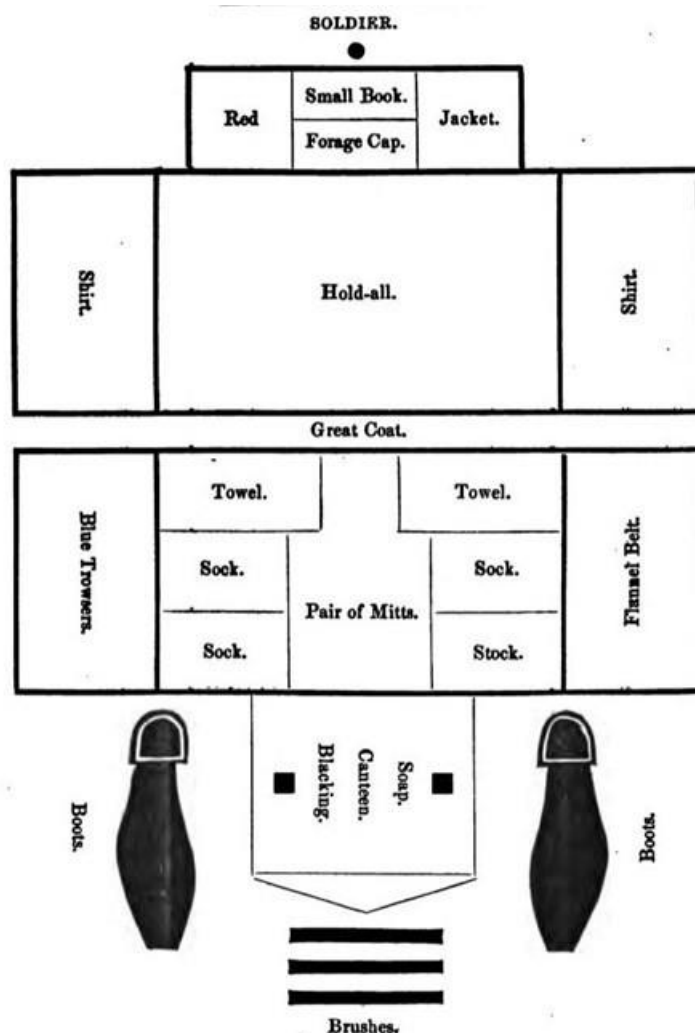 SOLDIER.
Red
Small Book.
Forage Cap.
Jacket.
Shirt.
Hold-all.
Shirt.
Great Coat.
Blue Trowsers.
Towel.
Towel.
Flannel Belt.
Sock.
Sock.
Pair of Mitts.
Sock.
Stock.
Boots.
Soap.
Canteen.
Blacking.
Boots.
Brushes.